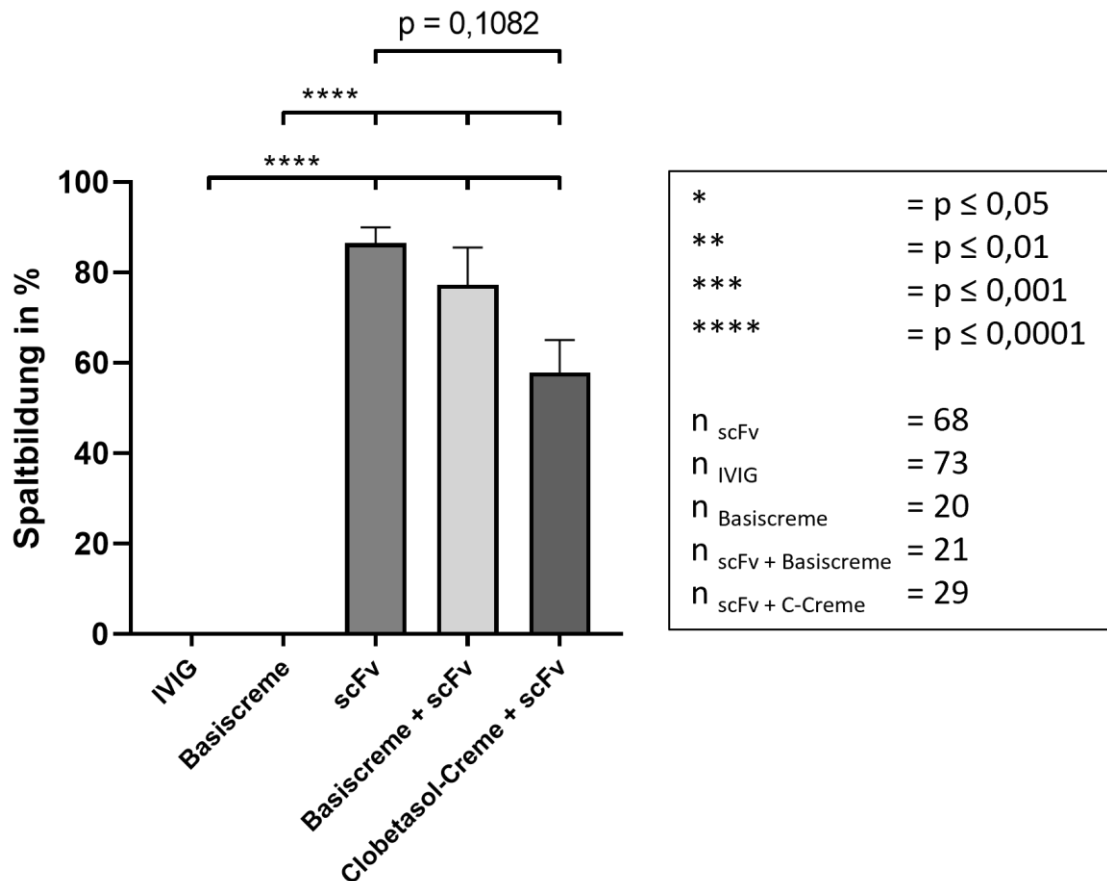 p = 0,1082
****
****
Spaltbildung in %
100
80
60
40
20
0
IVIG
Basiscreme
scFv
Basiscreme + scFv
Clobetasol-Creme + scFv
* = p ≤ 0,05
** = p ≤ 0,01
*** = p ≤ 0,001
**** = p ≤ 0,0001
n scFv = 68
n IVIG = 73
n Basiscreme = 20
n scFv + Basiscreme = 21
n scFv + C-Creme = 29